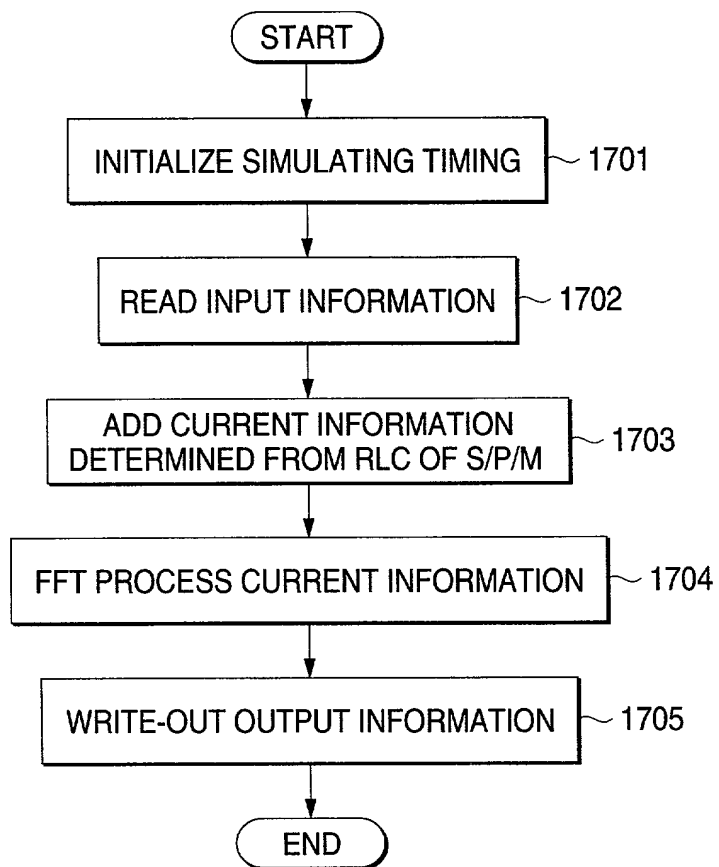 START
INITIALIZE SIMULATING TIMING
1701
READ INPUT INFORMATION
1702
ADD CURRENT INFORMATION
DETERMINED FROM RLC OF S/P/M
1703
FFT PROCESS CURRENT INFORMATION
1704
WRITE-OUT OUTPUT INFORMATION
1705
END